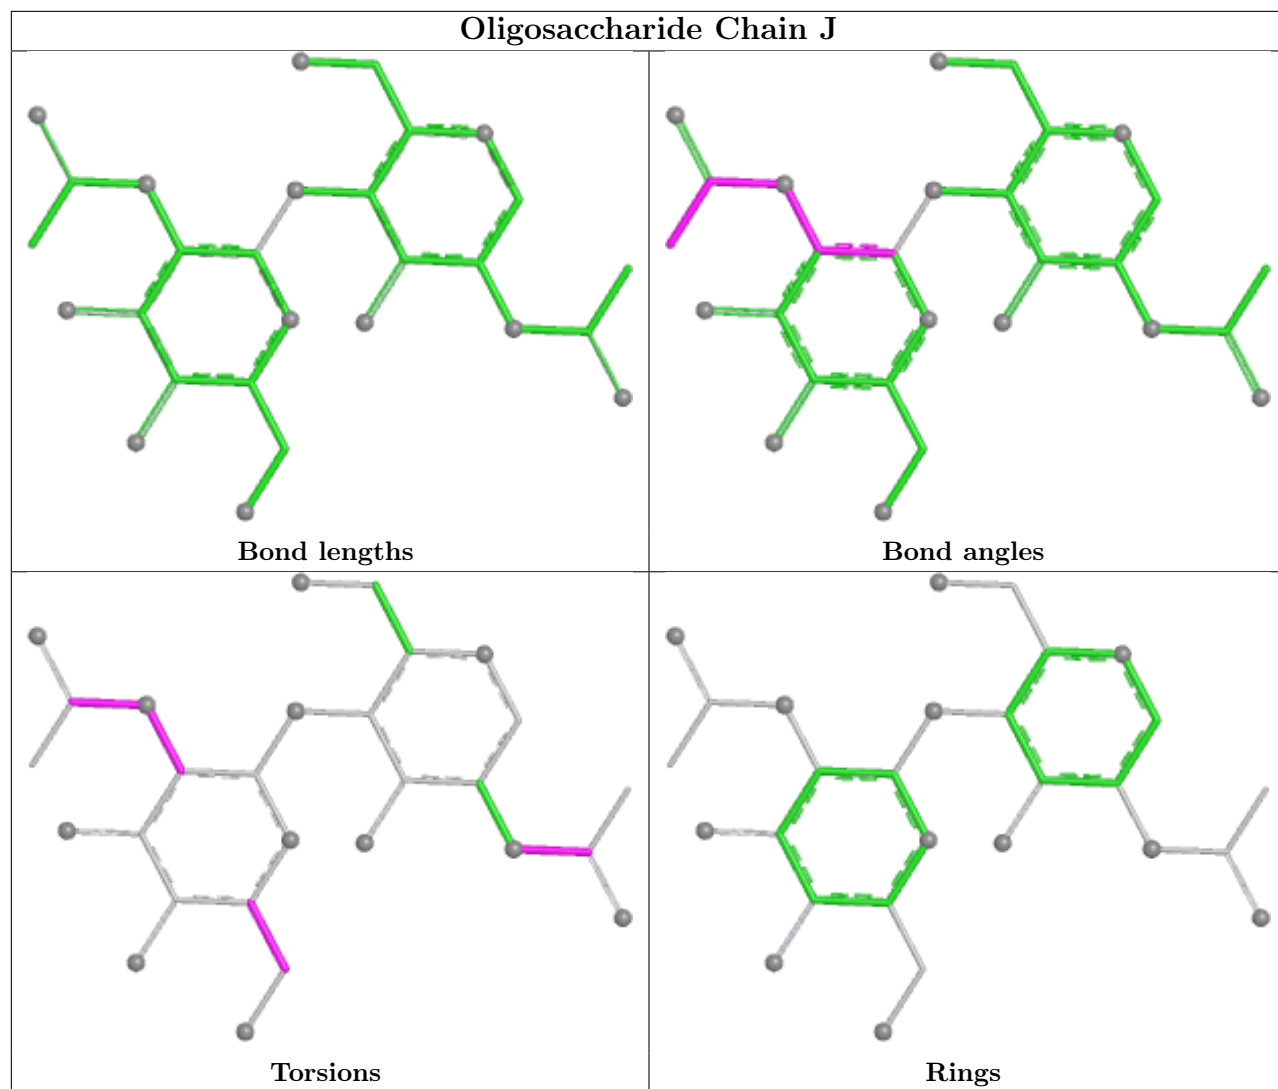 Oligosaccharide Chain J
Bond lengths
Bond angles
Torsions
Rings